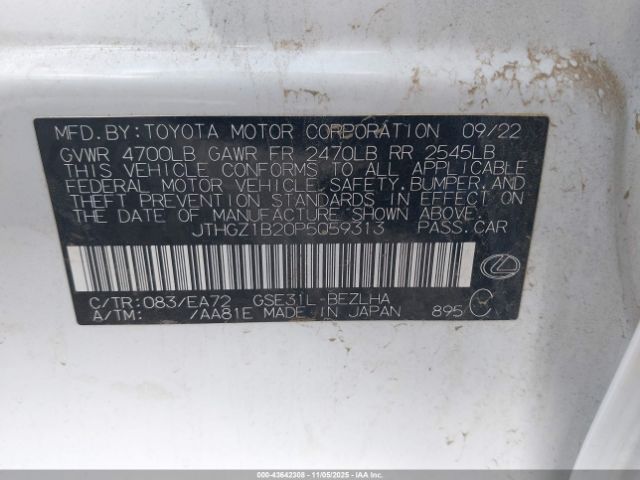 MFD.BY:TOYOTA MOTOR CORPORATION 09/22
GVWR 4700LB GAWR FR 2470LB RR 2545LB
THIS VEHICLE CONFORMS TO ALL APPLICABLE
FEDERAL MOTOR VEHICLE SAFETY,BUMPER,AND
THEFT PREVENTION STANDARDS IN EFFECT ON
THE DATE OF MANUFACTURE SHOWN ABOVE.
JTHGZ1B20P5059313 PASS.CAR
C/TR:083/EA72 GSE31L-BEZLHA
A/TM: /AA81E MADE IN JAPAN 895 C
000-43642308 - 11/05/2025 - IAAI.COM